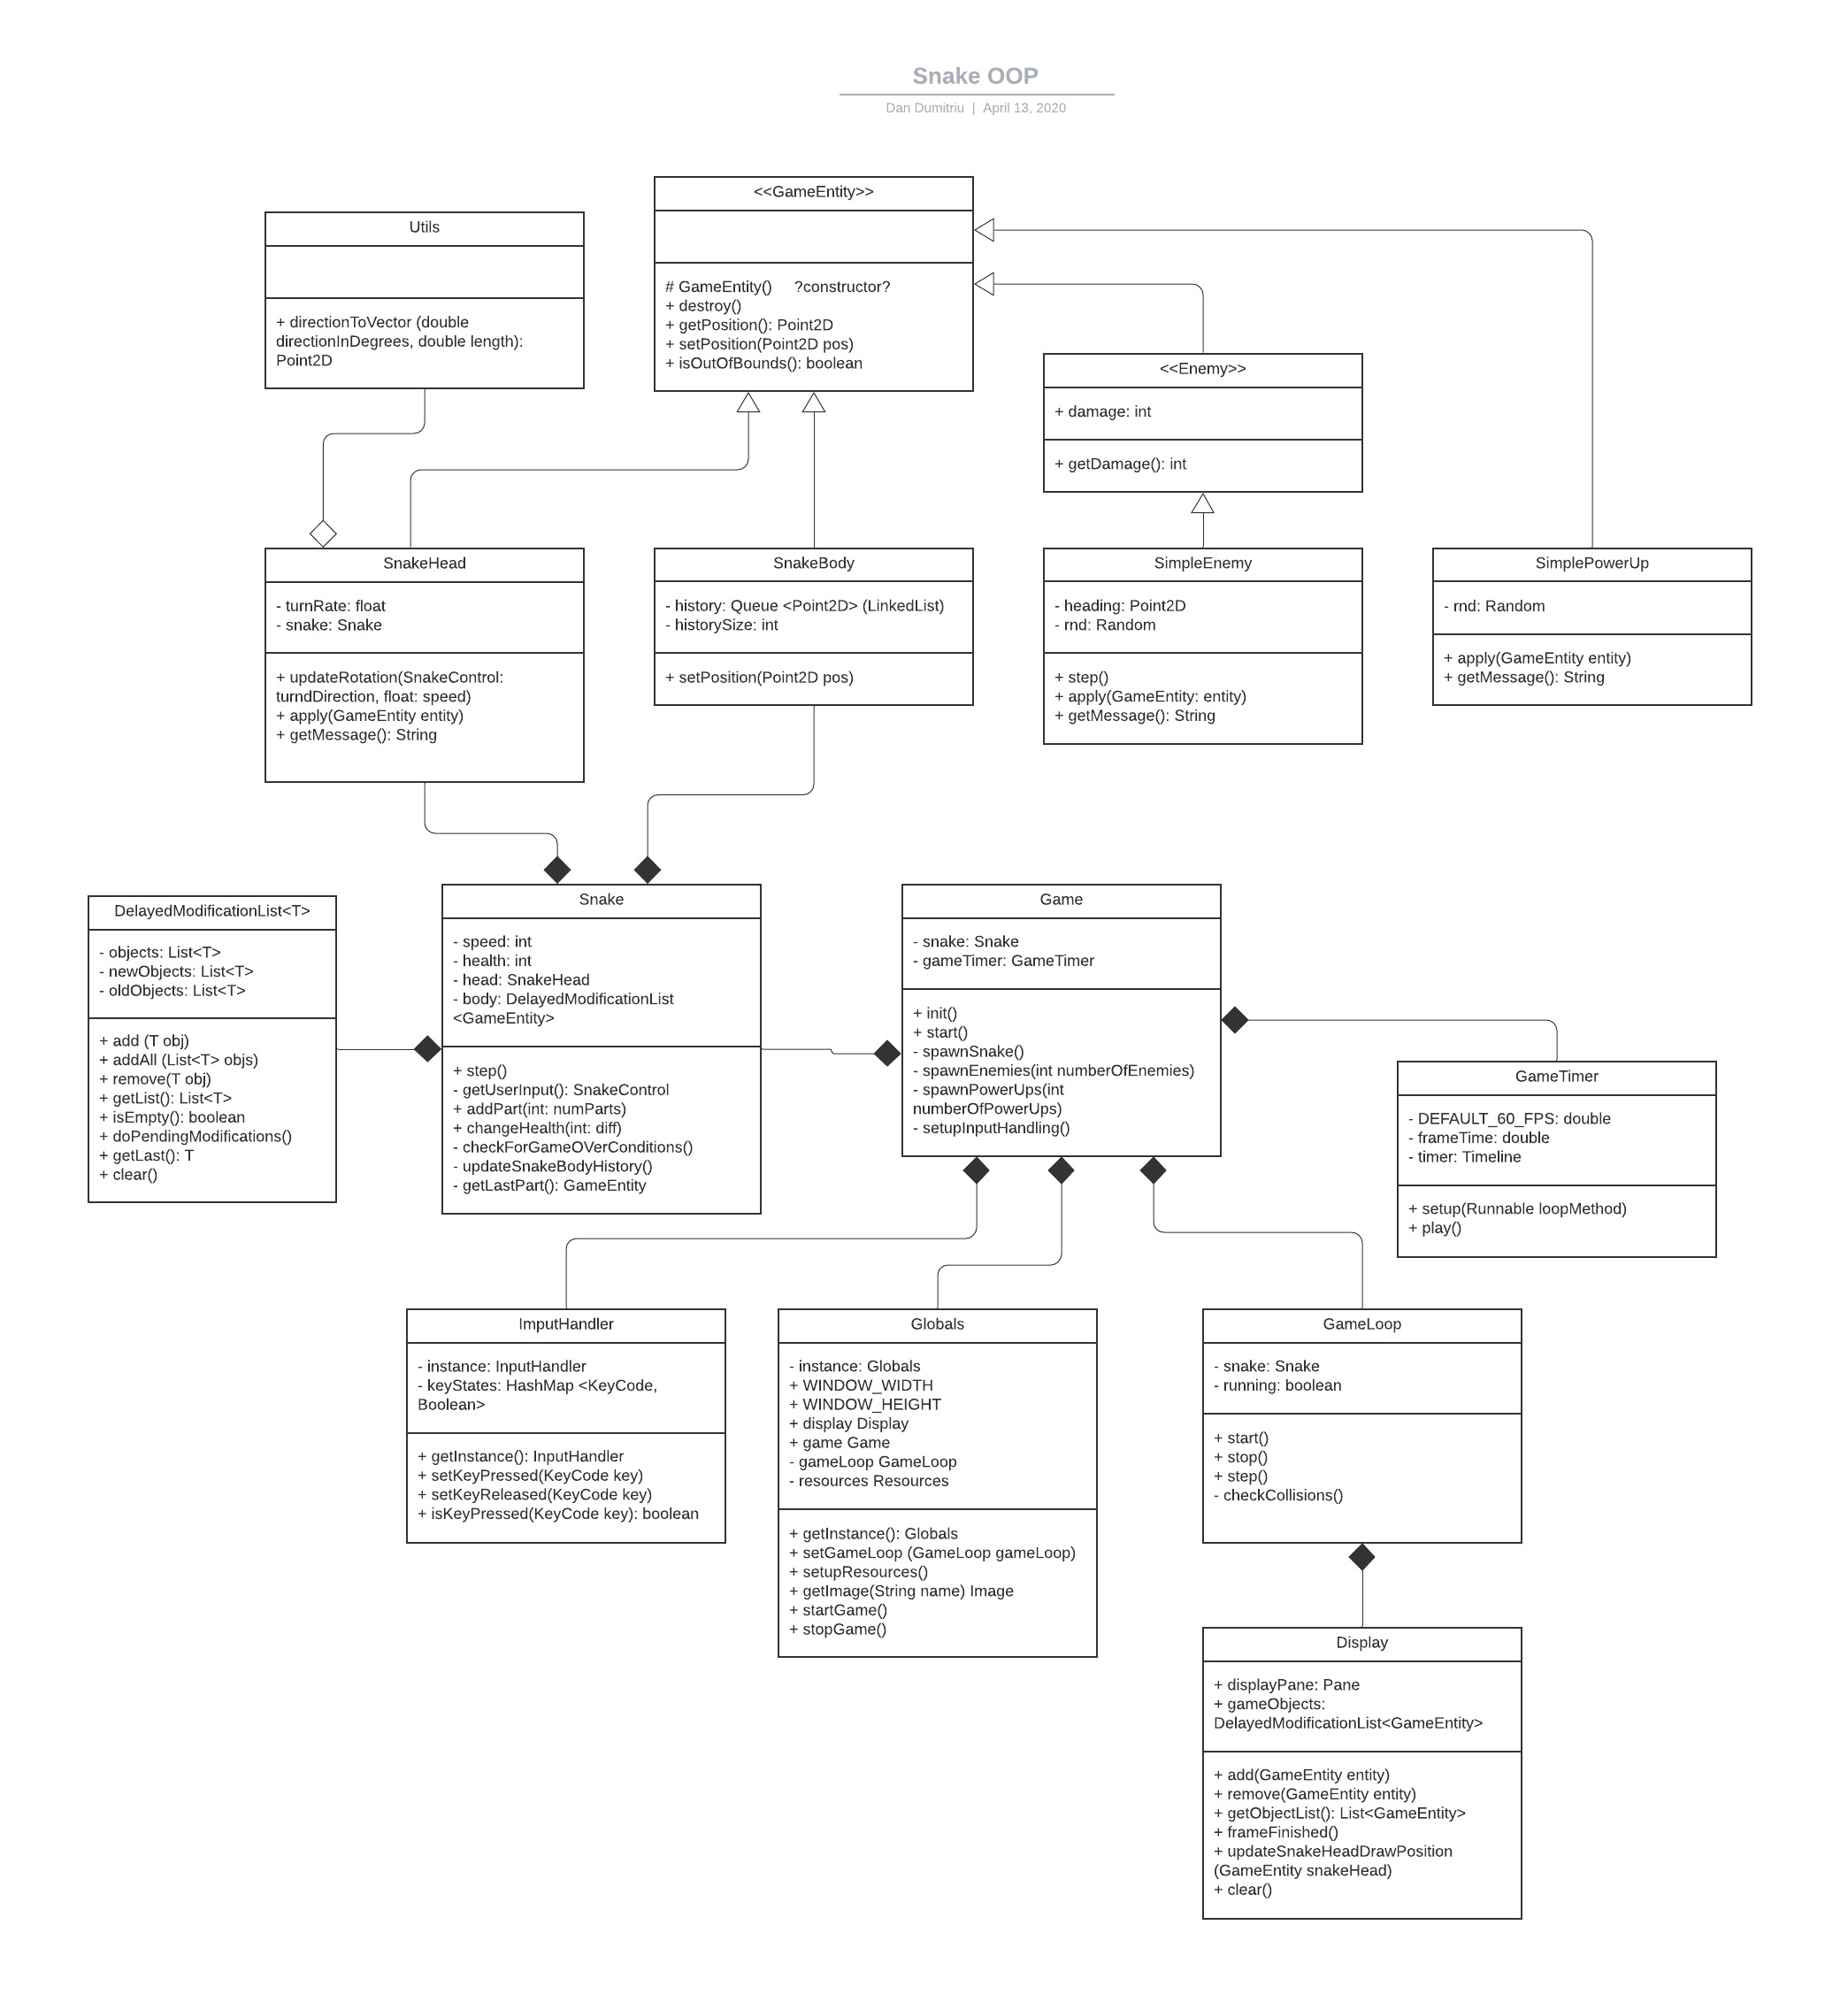 Snake OOP
Dan Dumitriu | April 13, 2020
<<GameEntity>>
# GameEntity() ?constructor?
+ destroy()
+ getPosition(): Point2D
+ setPosition(Point2D pos)
+ isOutOfBounds(): boolean
Utils
+ directionToVector (double
directionInDegrees, double length):
Point2D
<<Enemy>>
+ damage: int
+ getDamage(): int
SnakeHead
- turnRate: float
- snake: Snake
+ updateRotation(SnakeControl:
turndDirection, float: speed)
+ apply(GameEntity entity)
+ getMessage(): String
SnakeBody
- history: Queue <Point2D> (LinkedList)
- historySize: int
+ setPosition(Point2D pos)
SimpleEnemy
- heading: Point2D
- rnd: Random
+ step()
+ apply(GameEntity: entity)
+ getMessage(): String
SimplePowerUp
- rnd: Random
+ apply(GameEntity entity)
+ getMessage(): String
DelayedModificationList<T>
- objects: List<T>
- newObjects: List<T>
- oldObjects: List<T>
+ add (T obj)
+ addAll (List<T> objs)
+ remove(T obj)
+ getList(): List<T>
+ isEmpty(): boolean
+ doPendingModifications()
+ getLast(): T
+ clear()
Snake
- speed: int
- health: int
- head: SnakeHead
- body: DelayedModificationList
<GameEntity>
+ step()
- getUserInput(): SnakeControl
+ addPart(int: numParts)
+ changeHealth(int: diff)
- checkForGameOVerConditions()
- updateSnakeBodyHistory()
- getLastPart(): GameEntity
Game
- snake: Snake
- gameTimer: GameTimer
+ init()
+ start()
- spawnSnake()
- spawnEnemies(int numberOfEnemies)
- spawnPowerUps(int
numberOfPowerUps)
- setupInputHandling()
GameTimer
- DEFAULT_60_FPS: double
- frameTime: double
- timer: Timeline
+ setup(Runnable loopMethod)
+ play()
ImputHandler
- instance: InputHandler
- keyStates: HashMap <KeyCode,
Boolean>
+ getInstance(): InputHandler
+ setKeyPressed(KeyCode key)
+ setKeyReleased(KeyCode key)
+ isKeyPressed(KeyCode key): boolean
Globals
- instance: Globals
+ WINDOW_WIDTH
+ WINDOW_HEIGHT
+ display Display
+ game Game
- gameLoop GameLoop
- resources Resources
+ getInstance(): Globals
+ setGameLoop (GameLoop gameLoop)
+ setupResources()
+ getImage(String name) Image
+ startGame()
+ stopGame()
GameLoop
- snake: Snake
- running: boolean
+ start()
+ stop()
+ step()
- checkCollisions()
Display
+ displayPane: Pane
+ gameObjects:
DelayedModificationList<GameEntity>
+ add(GameEntity entity)
+ remove(GameEntity entity)
+ getObjectList(): List<GameEntity>
+ frameFinished()
+ updateSnakeHeadDrawPosition
(GameEntity snakeHead)
+ clear()